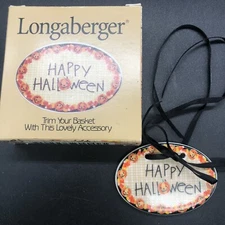 Longaberger®
HAPPY
HALLOWEEN
Trim Your Basket
With This Lovely Accessory
HAPPY
HALLOWEEN